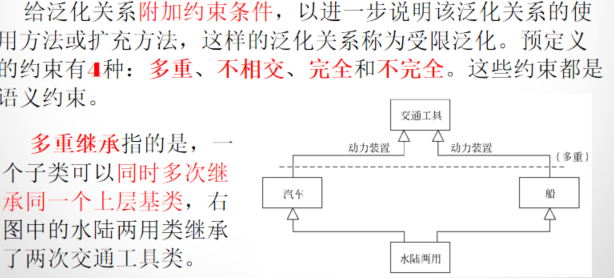 给泛化关系附加约束条件，以进一步说明该泛化关系的使
用方法或扩充方法，这样的泛化关系称为受限泛化。预定义
的约束有4种：多重、不相交、完全和不完全。这些约束都是
语义约束。
多重继承指的是，一
个子类可以同时多次继
承同一个上层基类，右
图中的水陆两用类继承
了两次交通工具类。
交通工具
动力装置
动力装置
{多重}
汽车
船
水陆两用